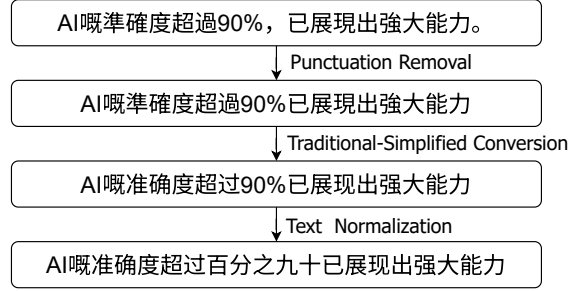 AI嘅準確度超過90%，已展現出強大能力。
Punctuation Removal
AI嘅準確度超過90%已展現出強大能力
Traditional-Simplified Conversion
AI嘅准确度超过90%已展现出强大能力
Text Normalization
AI嘅准确度超过百分之九十已展现出强大能力